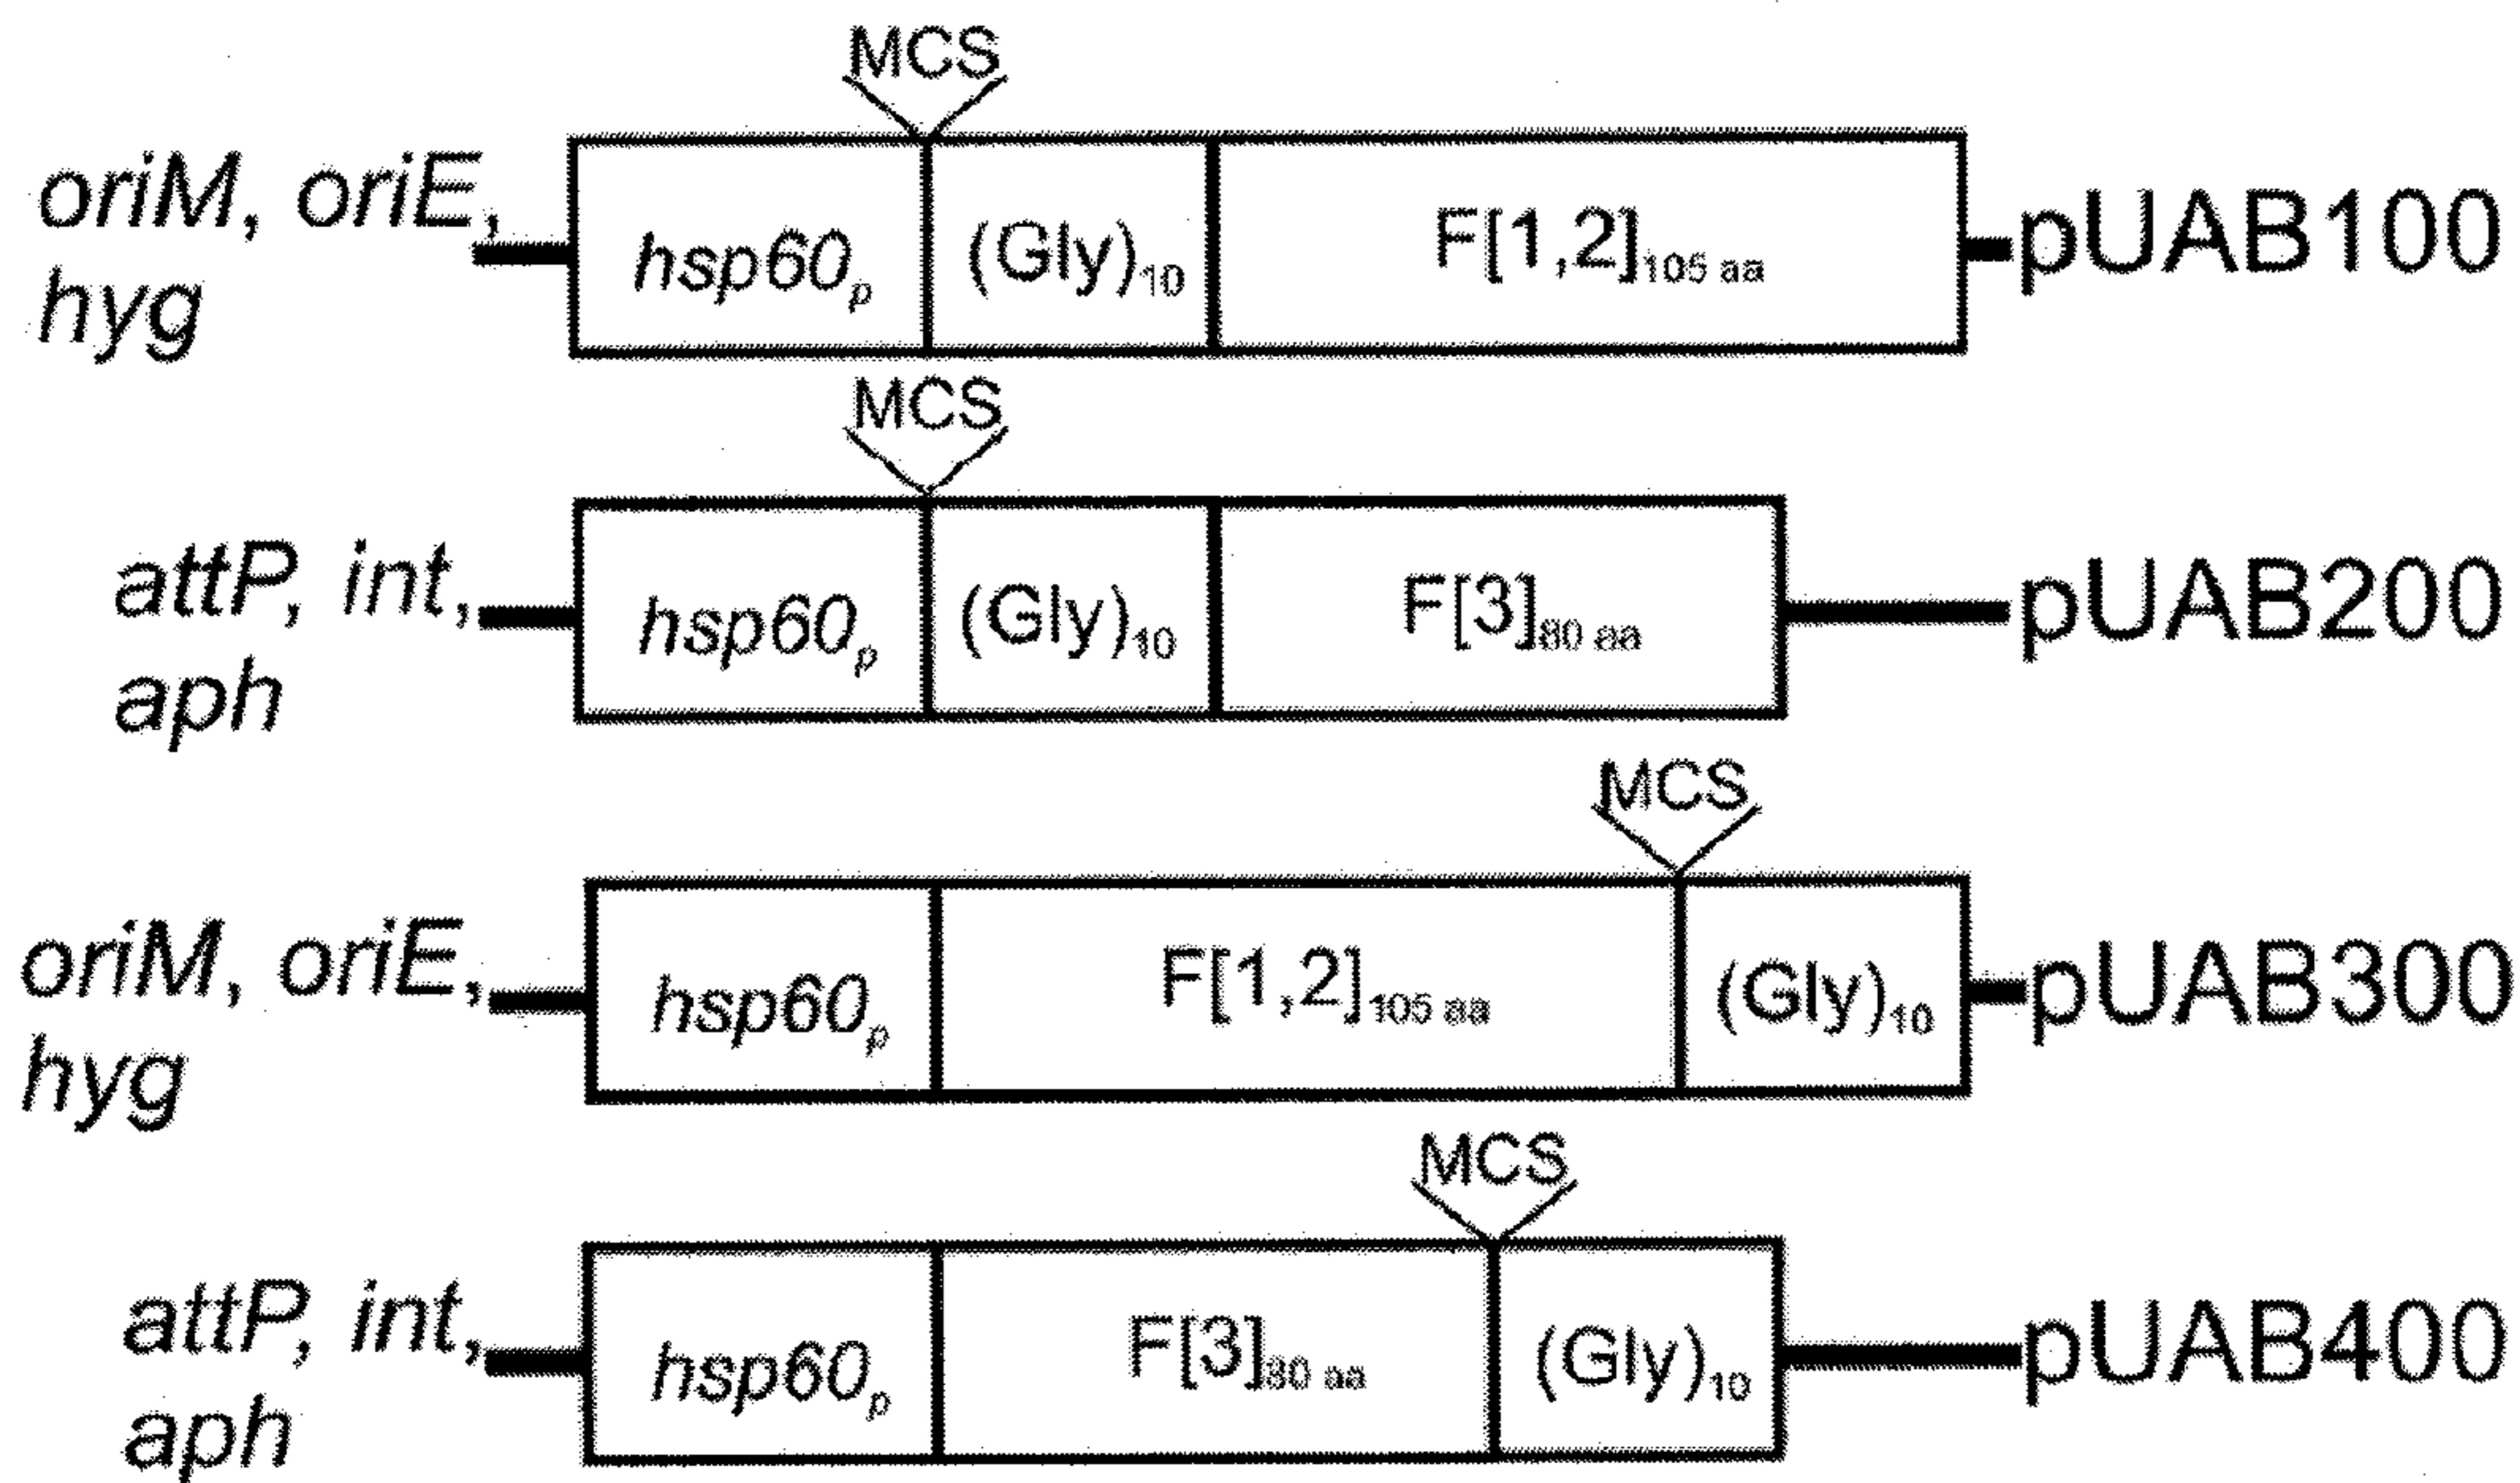 MCS
oriM, oriE,
hyg
hsp60p (Gly)10 F[1,2]105 aa pUAB100
MCS
attP, int,
aph
hsp60p (Gly)10 F[3]80 aa pUAB200
MCS
oriM, oriE,
hyg
hsp60p F[1,2]105 aa (Gly)10 pUAB300
MCS
attP, int,
aph
hsp60p F[3]80 aa (Gly)10 pUAB400